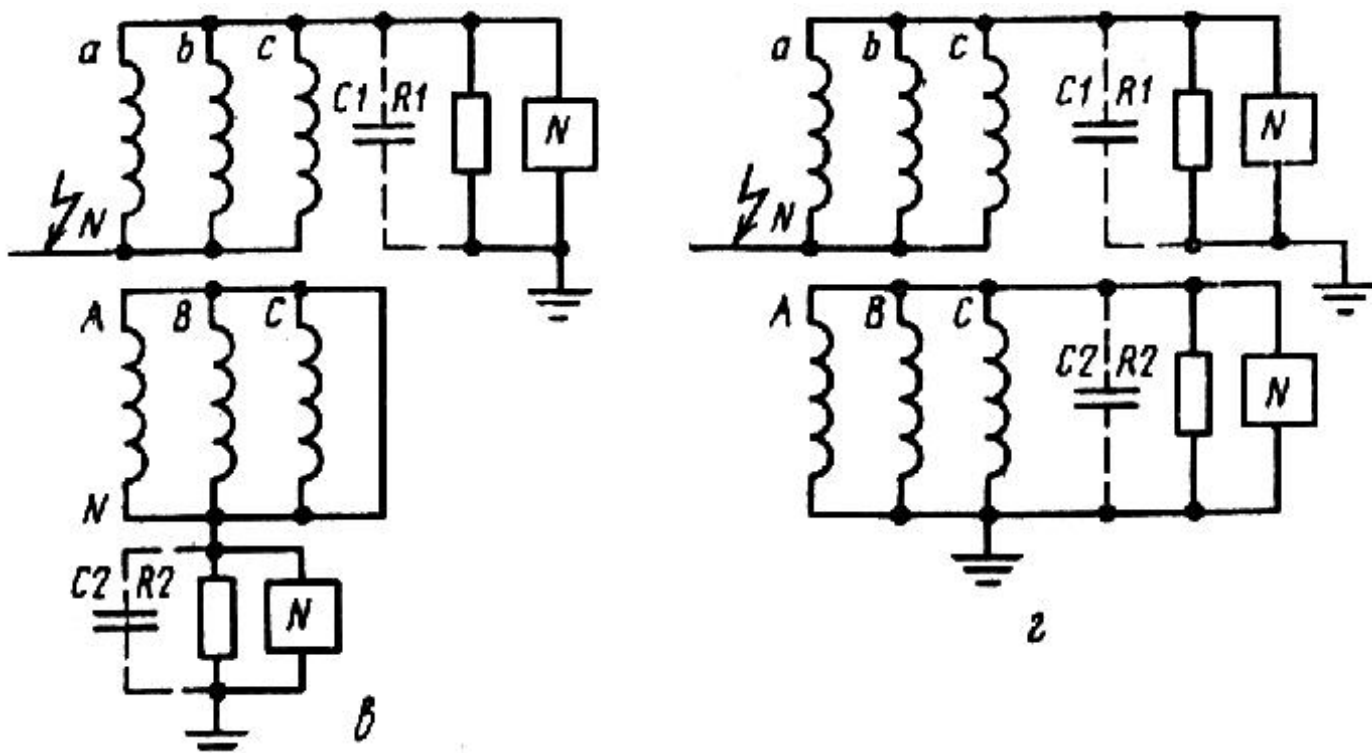 a b c C1 R1 N
N
A B C
N
C2 R2 N
в
a b c C1 R1 N
N
A B C C2 R2 N
г